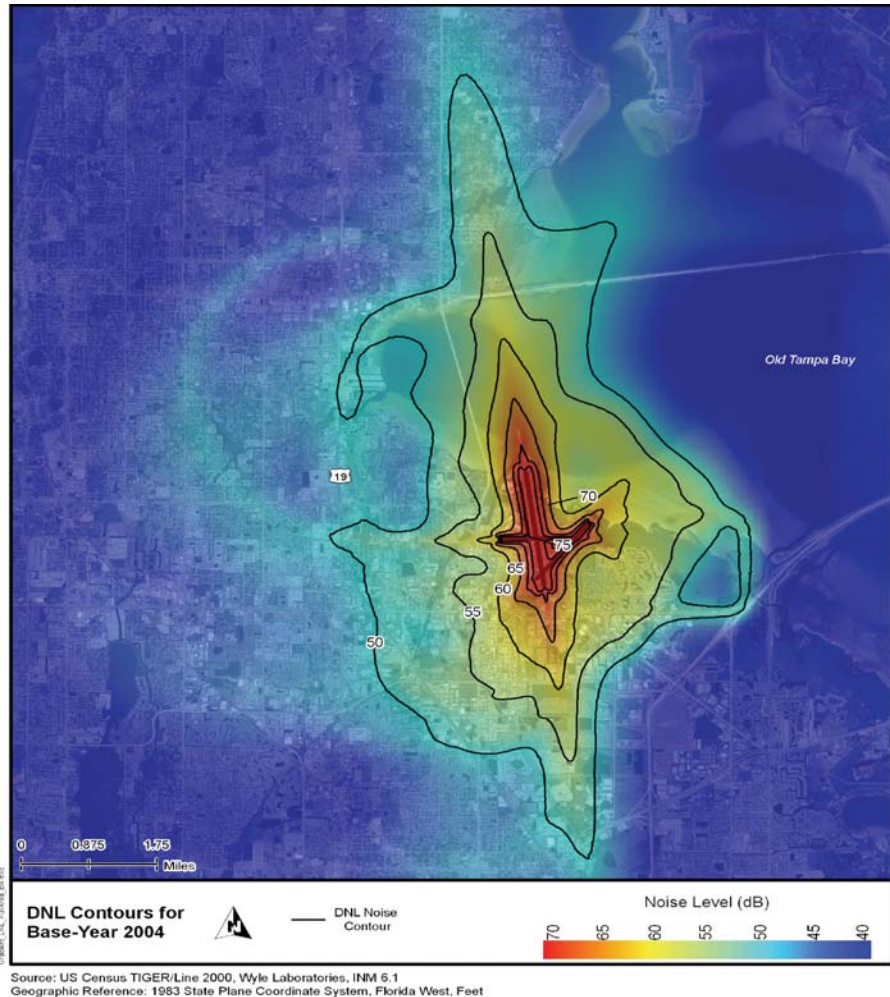 Old Tampa Bay
19
70
75
65
60
55
50
0 0.875 1.75
Miles
DNL Contours for
Base-Year 2004
N
DNL Noise
Contour
Noise Level (dB)
70 65 60 55 50 45 40
Source: US Census TIGER/Line 2000, Wyle Laboratories, INM 6.1
Geographic Reference: 1983 State Plane Coordinate System, Florida West, Feet